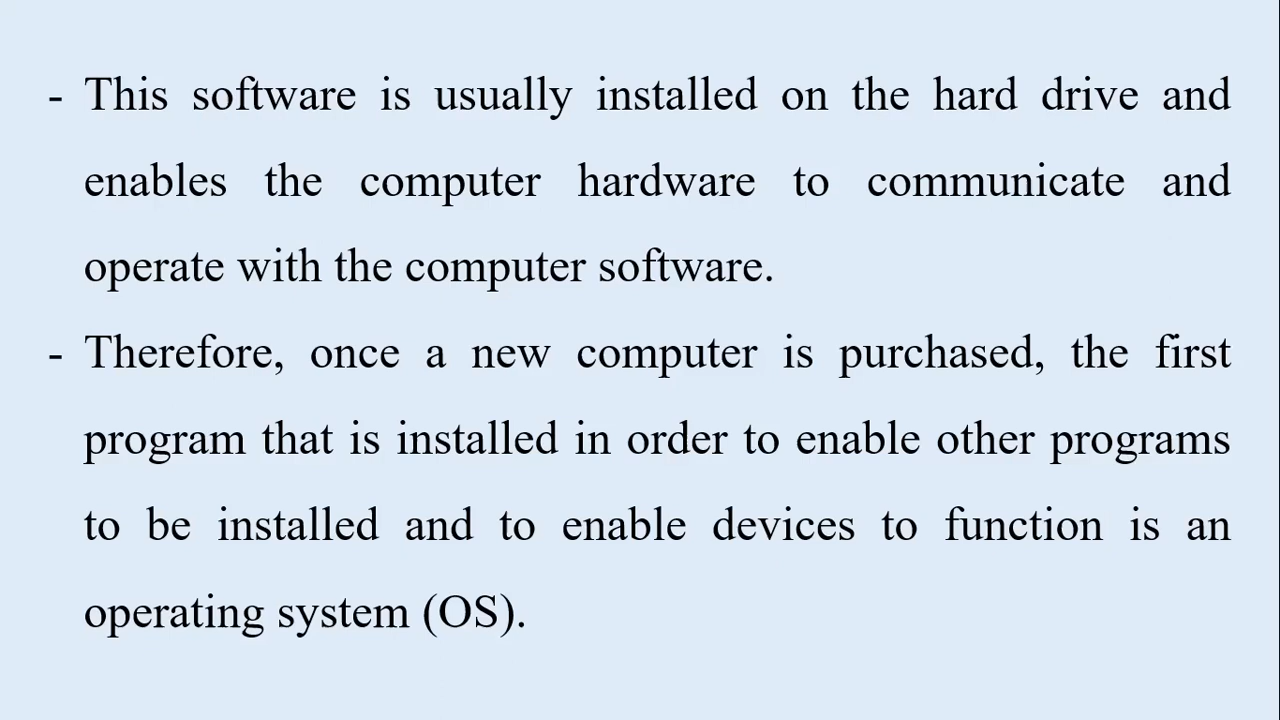 - This software is usually installed on the hard drive and
enables the computer hardware to communicate and
operate with the computer software.
- Therefore, once a new computer is purchased, the first
program that is installed in order to enable other programs
to be installed and to enable devices to function is an
operating system (OS).